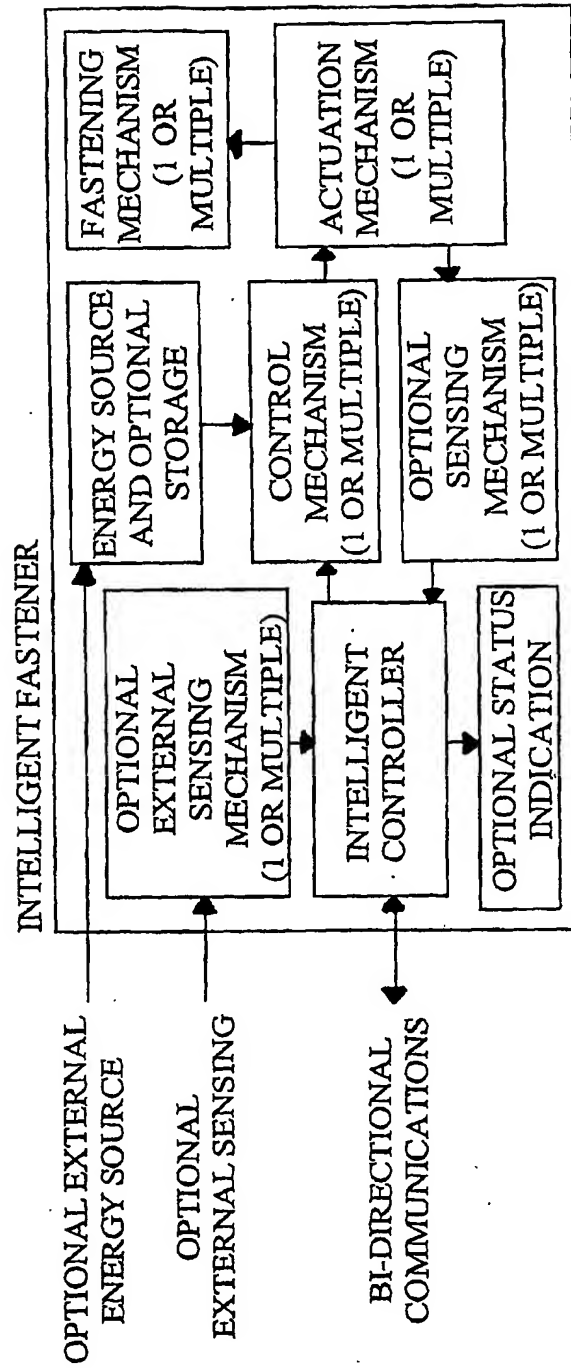 INTELLIGENT FASTENER
OPTIONAL EXTERNAL
ENERGY SOURCE
OPTIONAL
EXTERNAL SENSING
BI-DIRECTIONAL
COMMUNICATIONS
ENERGY SOURCE
AND OPTIONAL
STORAGE
FASTENING
MECHANISM
(1 OR
MULTIPLE)
OPTIONAL
EXTERNAL
SENSING
MECHANISM
(1 OR MULTIPLE)
CONTROL
MECHANISM
(1 OR MULTIPLE)
ACTUATION
MECHANISM
(1 OR
MULTIPLE)
INTELLIGENT
CONTROLLER
OPTIONAL
SENSING
MECHANISM
(1 OR MULTIPLE)
OPTIONAL STATUS
INDICATION